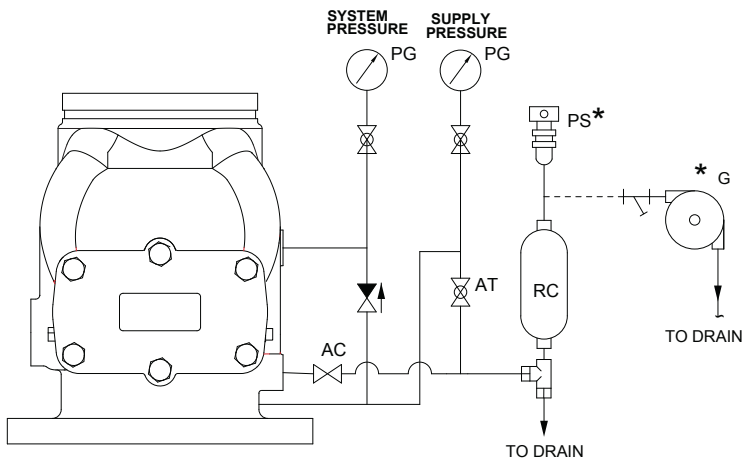 SYSTEM
PRESSURE
SUPPLY
PRESSURE
PG
PG
PS*
* G
RC
AT
AC
TO DRAIN
TO DRAIN